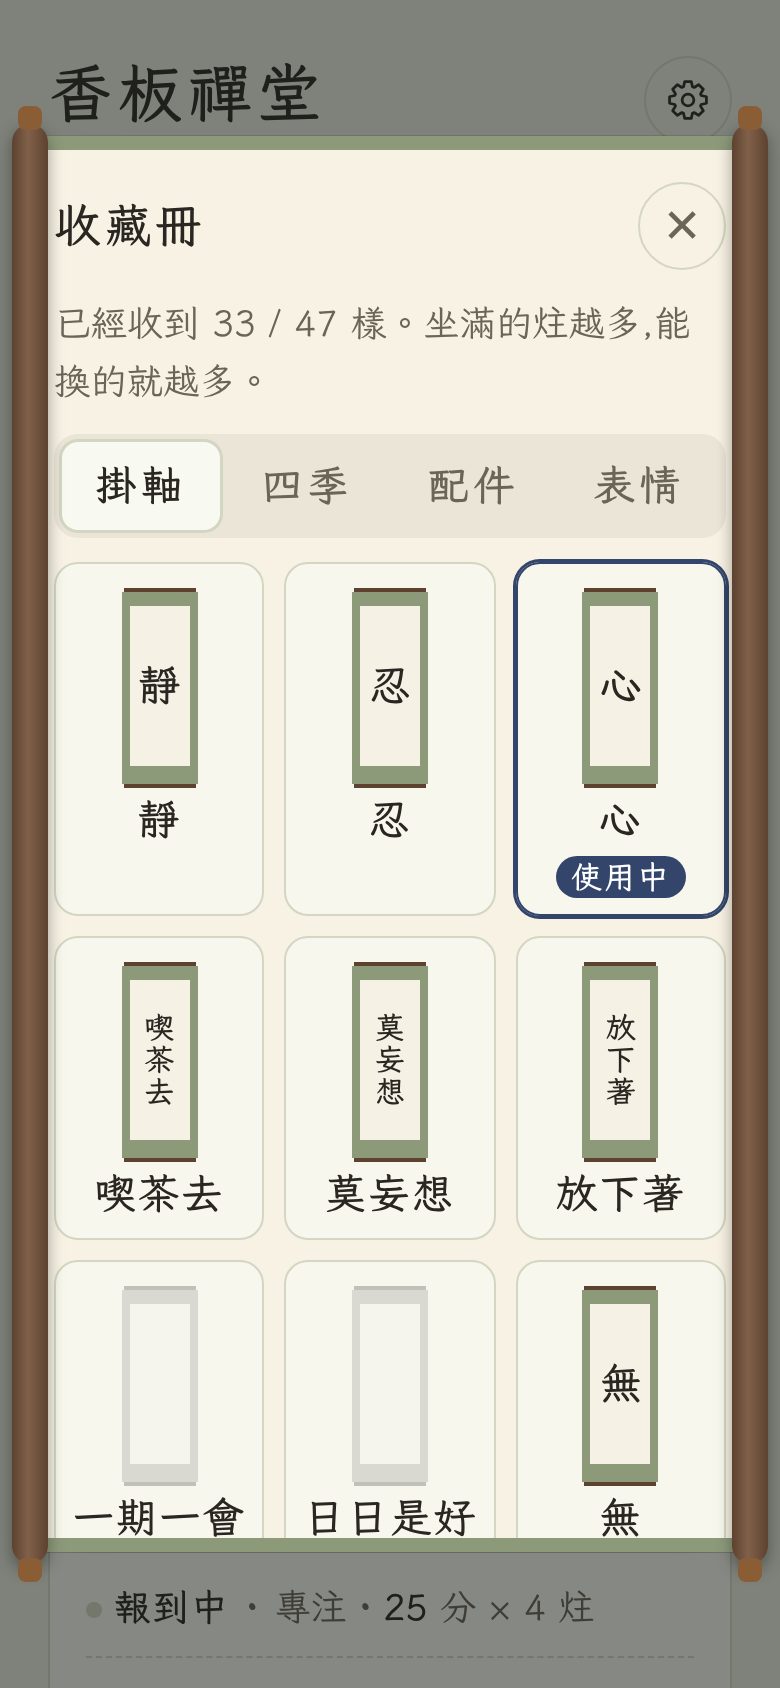 香板禪堂
收藏冊
已經收到 33 / 47 樣。坐滿的炷越多,能
換的就越多。
掛軸 四季 配件 表情
靜
靜
忍
忍
心
心
使用中
喫茶去
喫茶去
莫妄想
莫妄想
放下著
放下著
一期一會
日日是好
無
無
報到中 · 專注 · 25 分 × 4 炷